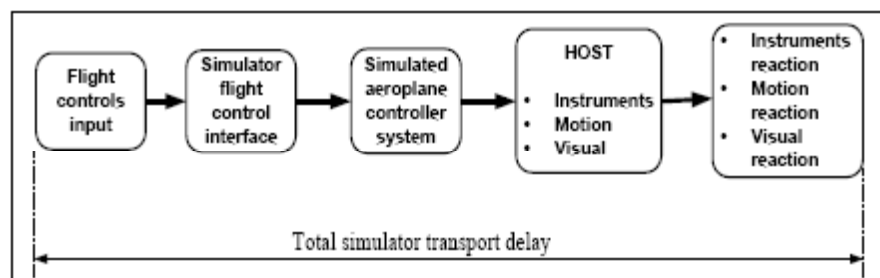 Flight
controls
input
Simulator
flight
control
interface
Simulated
aeroplane
controller
system
HOST
• Instruments
• Motion
• Visual
• Instruments
reaction
• Motion
reaction
• Visual
reaction
Total simulator transport delay